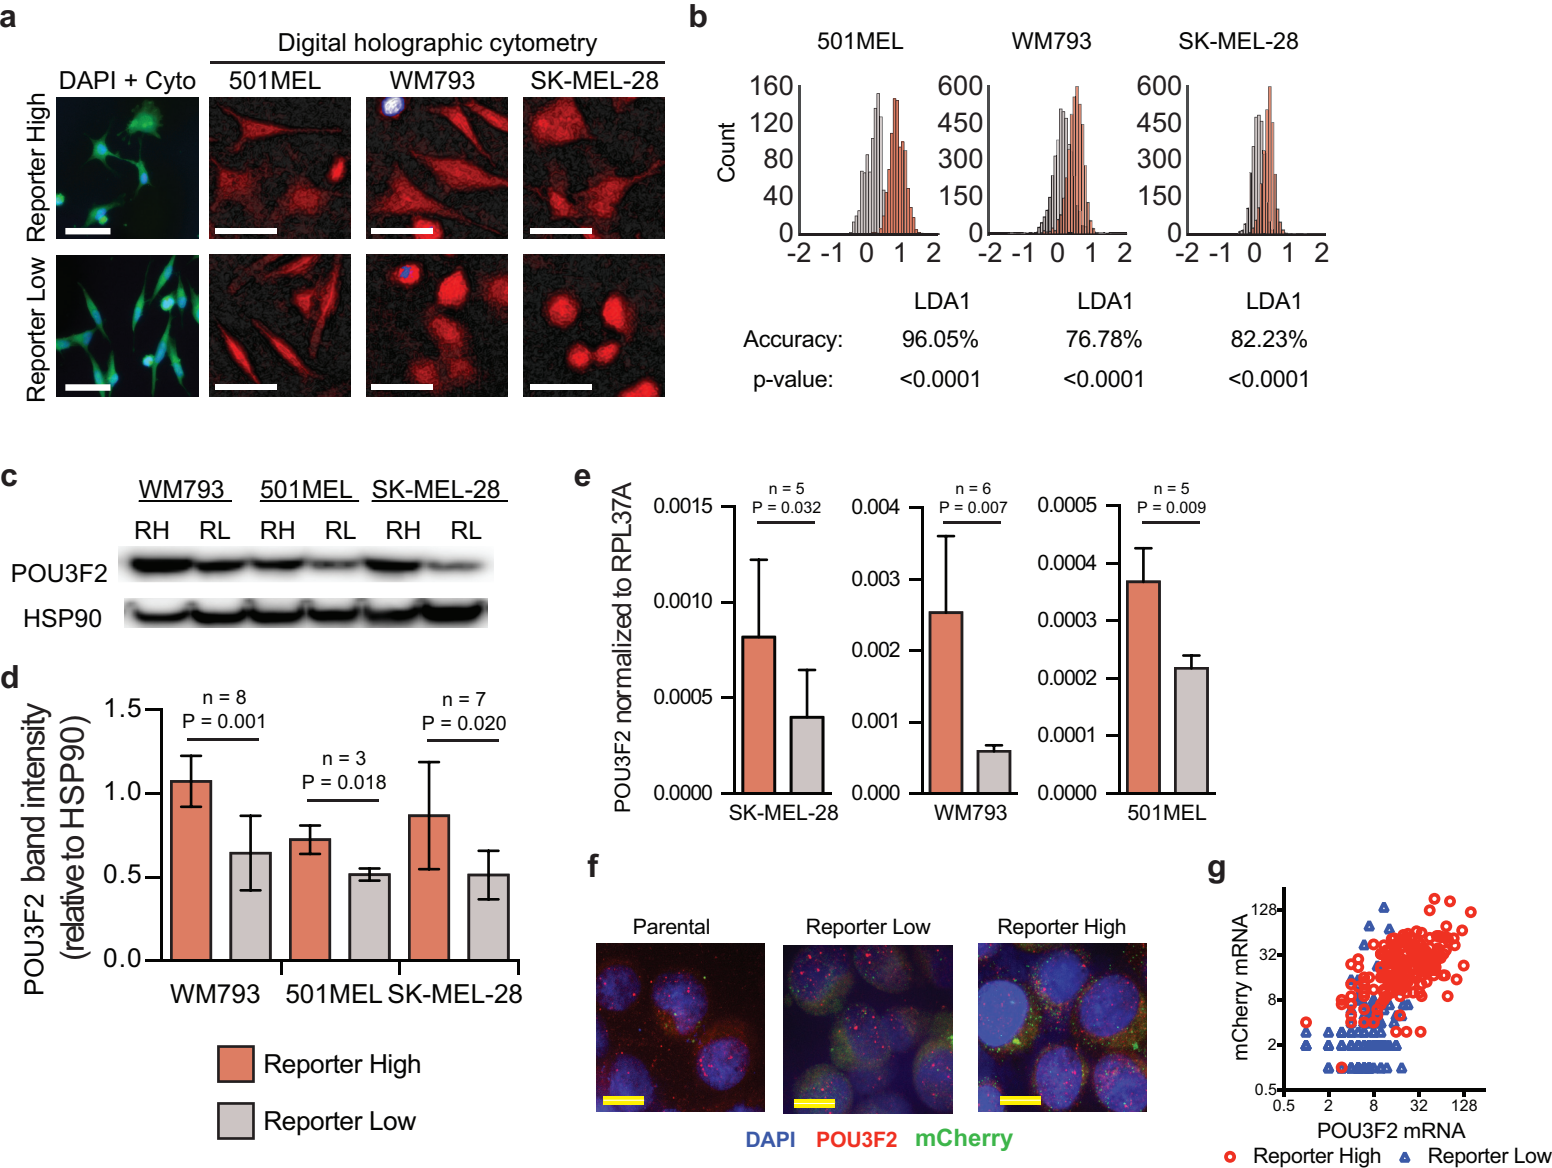 a
Digital holographic cytometry
DAPI + Cyto
501MEL
WM793
SK-MEL-28
Reporter High
Reporter Low
b
501MEL
WM793
SK-MEL-28
Count
160
120
80
40
0
-2 -1 0 1 2
600
450
300
150
0
-2 -1 0 1 2
600
450
300
150
0
-2 -1 0 1 2
LDA1
LDA1
LDA1
Accuracy:
96.05%
76.78%
82.23%
p-value:
<0.0001
<0.0001
<0.0001
c
WM793
501MEL
SK-MEL-28
RH RL RH RL RH RL
POU3F2
HSP90
d
POU3F2 band intensity
(relative to HSP90)
1.5
1.0
0.5
0.0
n = 8
P = 0.001
n = 3
P = 0.018
n = 7
P = 0.020
WM793
501MEL
SK-MEL-28
Reporter High
Reporter Low
e
POU3F2 normalized to RPL37A
0.0015
0.0010
0.0005
0.0000
n = 5
P = 0.032
SK-MEL-28
0.004
0.003
0.002
0.001
0.000
n = 6
P = 0.007
WM793
0.0005
0.0004
0.0003
0.0002
0.0001
0.0000
n = 5
P = 0.009
501MEL
f
Parental
Reporter Low
Reporter High
DAPI POU3F2 mCherry
g
mCherry mRNA
128
32
8
2
0.5
0.5 2 8 32 128
POU3F2 mRNA
Reporter High
Reporter Low